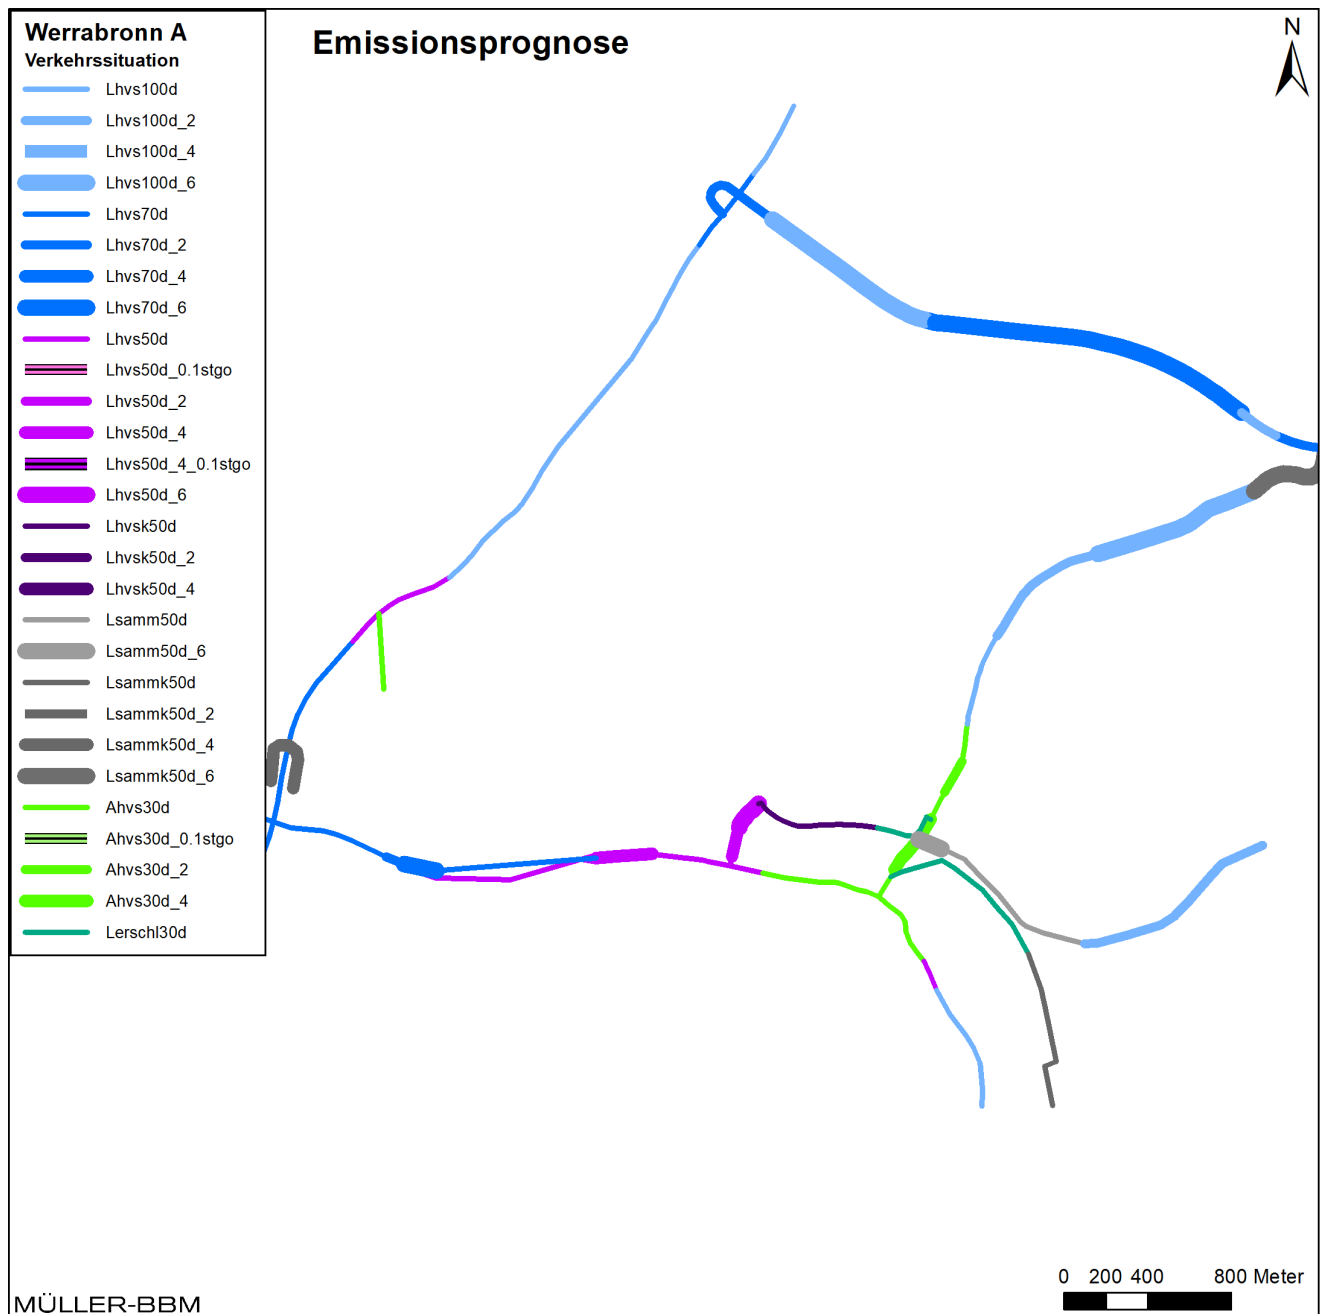 Werrabronn A
Verkehrssituation
Lhvs100d
Lhvs100d_2
Lhvs100d_4
Lhvs100d_6
Lhvs70d
Lhvs70d_2
Lhvs70d_4
Lhvs70d_6
Lhvs50d
Lhvs50d_0.1stgo
Lhvs50d_2
Lhvs50d_4
Lhvs50d_4_0.1stgo
Lhvs50d_6
Lhvsk50d
Lhvsk50d_2
Lhvsk50d_4
Lsamm50d
Lsamm50d_6
Lsammk50d
Lsammk50d_2
Lsammk50d_4
Lsammk50d_6
Ahvs30d
Ahvs30d_0.1stgo
Ahvs30d_2
Ahvs30d_4
Lerschl30d
Emissionsprognose
N
0 200 400 800 Meter
MÜLLER-BBM